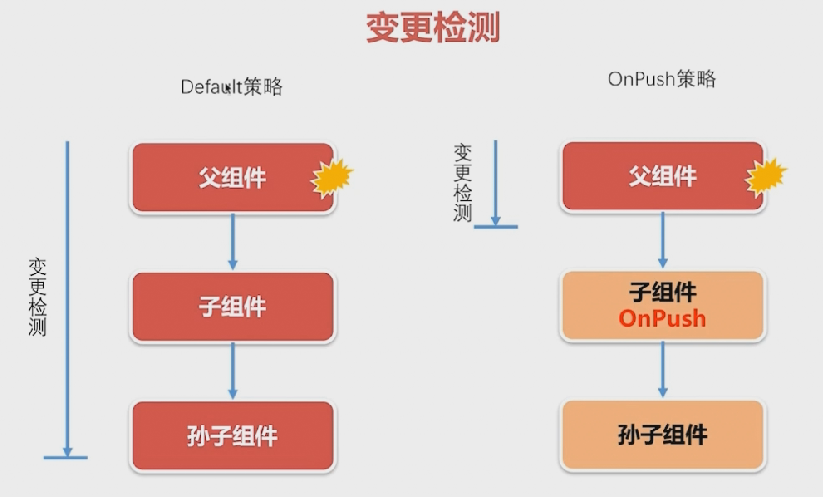 变更检测
Default策略
OnPush策略
父组件
变更检测
父组件
变更检测
子组件
子组件
OnPush
孙子组件
孙子组件